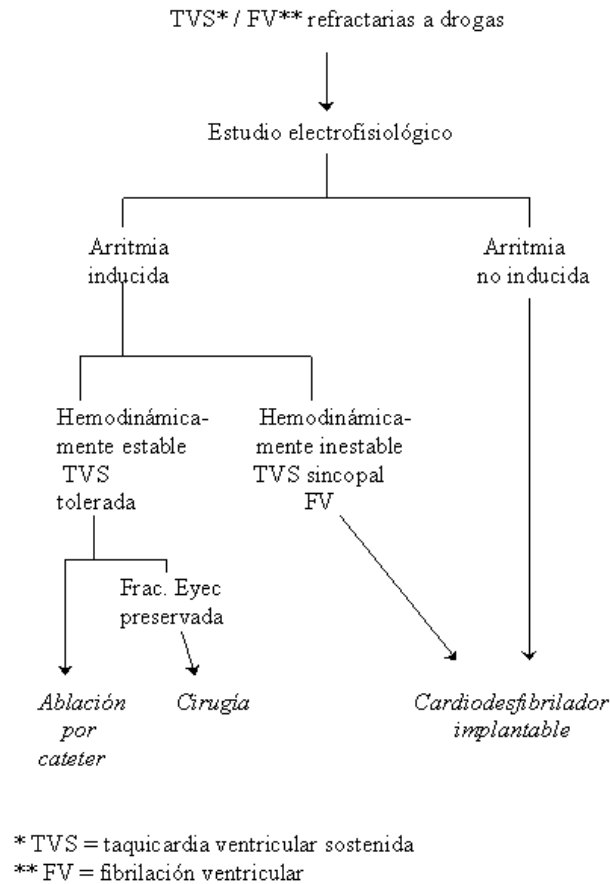 TVS* / FV** refractarias a drogas
Estudio electrofisiológico
Arritmia
inducida
Arritmia
no inducida
Hemodinámica-
mente estable
TVS
tolerada
Hemodinámica-
mente inestable
TVS sincopal
FV
Frac. Eyec
preservada
Ablación
por
cateter
Cirugía
Cardiodesfibrilador
implantable
* TVS = taquicardia ventricular sostenida
** FV = fibrilación ventricular